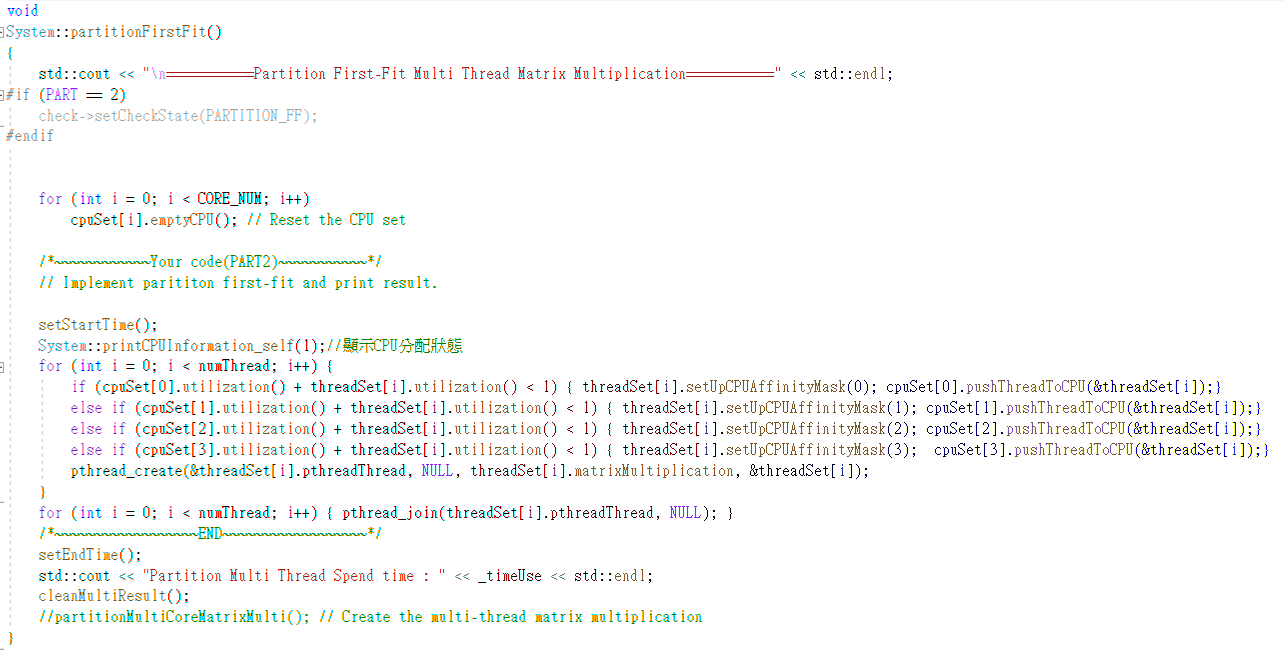 void
System::partitionFirstFit()
{
std::cout << "\n===========Partition First-Fit Multi Thread Matrix Multiplication===========" << std::endl;
#if (PART == 2)
check->setCheckState(PARTITION_FF);
#endif
for (int i = 0; i < CORE_NUM; i++)
cpuSet[i].emptyCPU(); // Reset the CPU set
/*~~~~~~~~~~~~Your code(PART2)~~~~~~~~~~~*/
// Implement parititon first-fit and print result.
setStartTime();
System::printCPUInformation_self(1);//顯示CPU分配狀態
for (int i = 0; i < numThread; i++) {
if (cpuSet[0].utilization() + threadSet[i].utilization() < 1) { threadSet[i].setUpCPUAffinityMask(0); cpuSet[0].pushThreadToCPU(&threadSet[i]);}
else if (cpuSet[1].utilization() + threadSet[i].utilization() < 1) { threadSet[i].setUpCPUAffinityMask(1); cpuSet[1].pushThreadToCPU(&threadSet[i]);}
else if (cpuSet[2].utilization() + threadSet[i].utilization() < 1) { threadSet[i].setUpCPUAffinityMask(2); cpuSet[2].pushThreadToCPU(&threadSet[i]);}
else if (cpuSet[3].utilization() + threadSet[i].utilization() < 1) { threadSet[i].setUpCPUAffinityMask(3);  cpuSet[3].pushThreadToCPU(&threadSet[i]);}
pthread_create(&threadSet[i].pthreadThread, NULL, threadSet[i].matrixMultiplication, &threadSet[i]);
}
for (int i = 0; i < numThread; i++) { pthread_join(threadSet[i].pthreadThread, NULL); }
/*~~~~~~~~~~~~~~~~~~END~~~~~~~~~~~~~~~~~~*/
setEndTime();
std::cout << "Partition Multi Thread Spend time : " << _timeUse << std::endl;
cleanMultiResult();
//partitionMultiCoreMatrixMulti(); // Create the multi-thread matrix multiplication
}